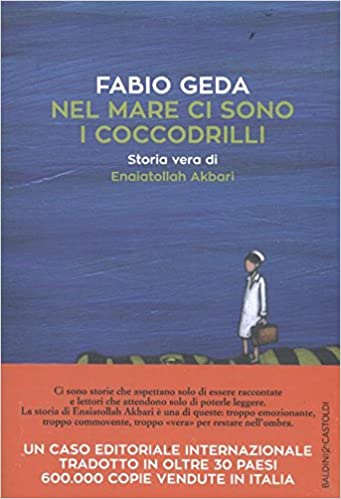 FABIO GEDA
NEL MARE CI SONO
I COCCODRILLI
Storia vera di
Enaiatollah Akbari
Ci sono storie che aspettano solo di essere raccontate
e lettori che attendono solo di poterle leggere.
La storia di Enaiatollah Akbari è una di queste: troppo emozionante,
troppo commovente, troppo «vera» per restare nell'ombra.
UN CASO EDITORIALE INTERNAZIONALE
TRADOTTO IN OLTRE 30 PAESI
600.000 COPIE VENDUTE IN ITALIA
BALDINI & CASTOLDI